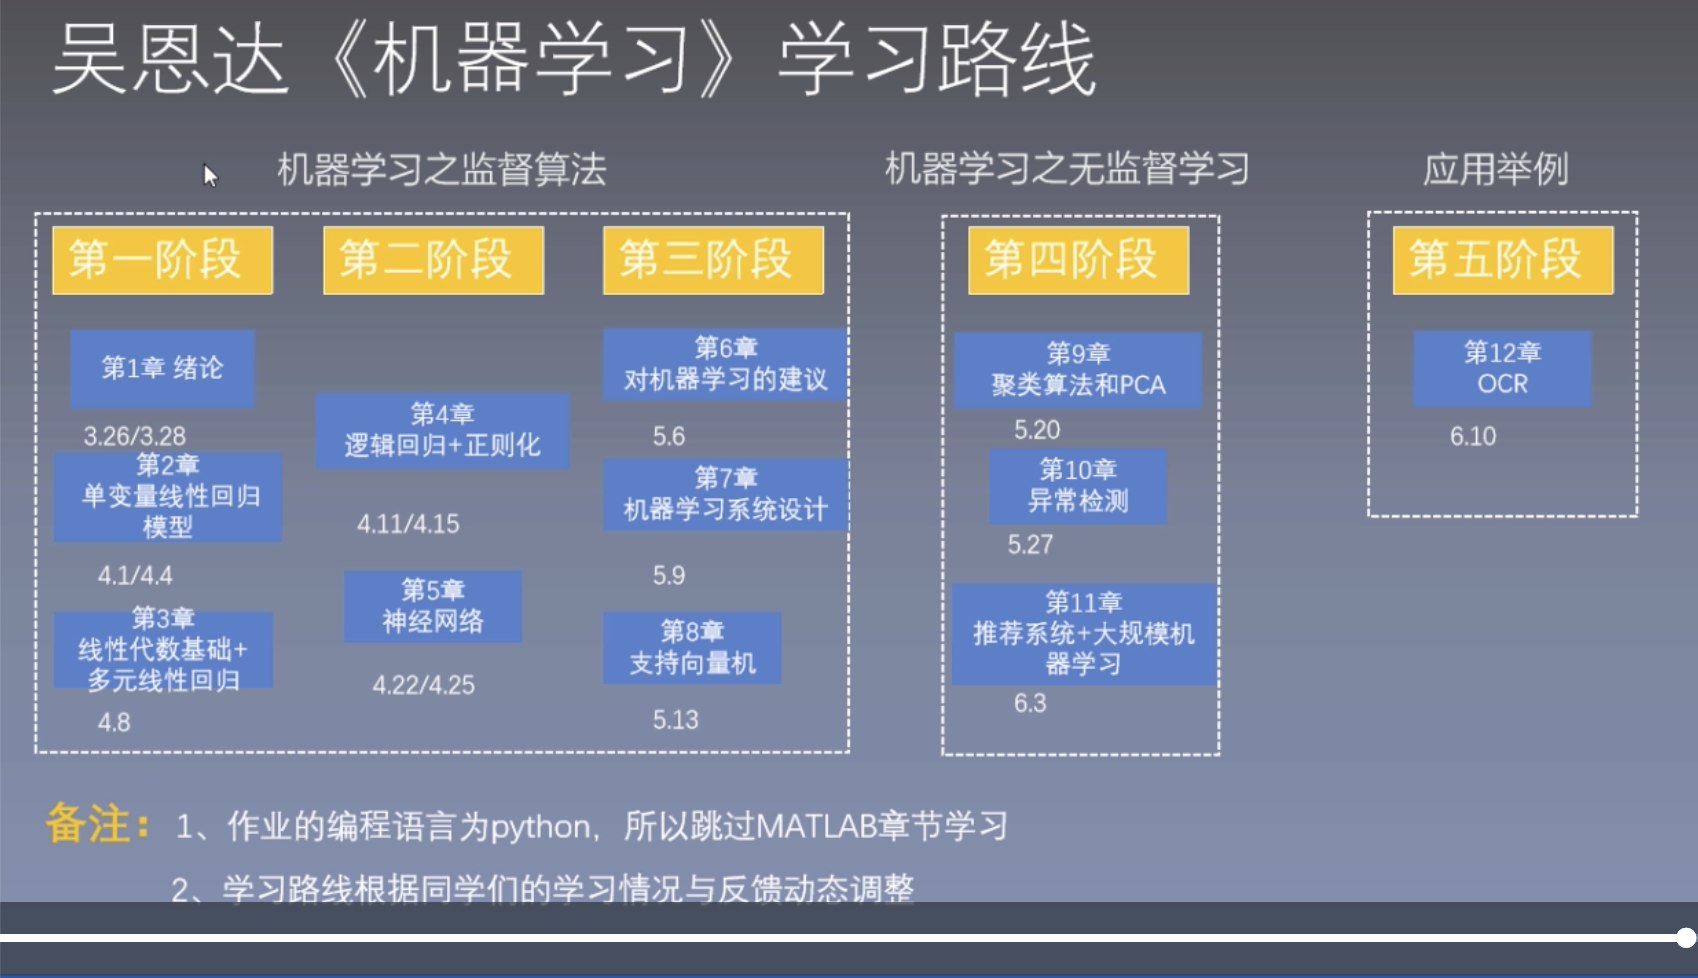 吴恩达《机器学习》学习路线
机器学习之监督算法
第一阶段
第1章 绪论
3.26/3.28
第2章
单变量线性回归
模型
4.1/4.4
第3章
线性代数基础+
多元线性回归
4.8
第二阶段
第4章
逻辑回归+正则化
4.11/4.15
第5章
神经网络
4.22/4.25
第三阶段
第6章
对机器学习的建议
5.6
第7章
机器学习系统设计
5.9
第8章
支持向量机
5.13
机器学习之无监督学习
第四阶段
第9章
聚类算法和PCA
5.20
第10章
异常检测
5.27
第11章
推荐系统+大规模机
器学习
6.3
应用举例
第五阶段
第12章
OCR
6.10
备注：1、作业的编程语言为python，所以跳过MATLAB章节学习
2、学习路线根据同学们的学习情况与反馈动态调整